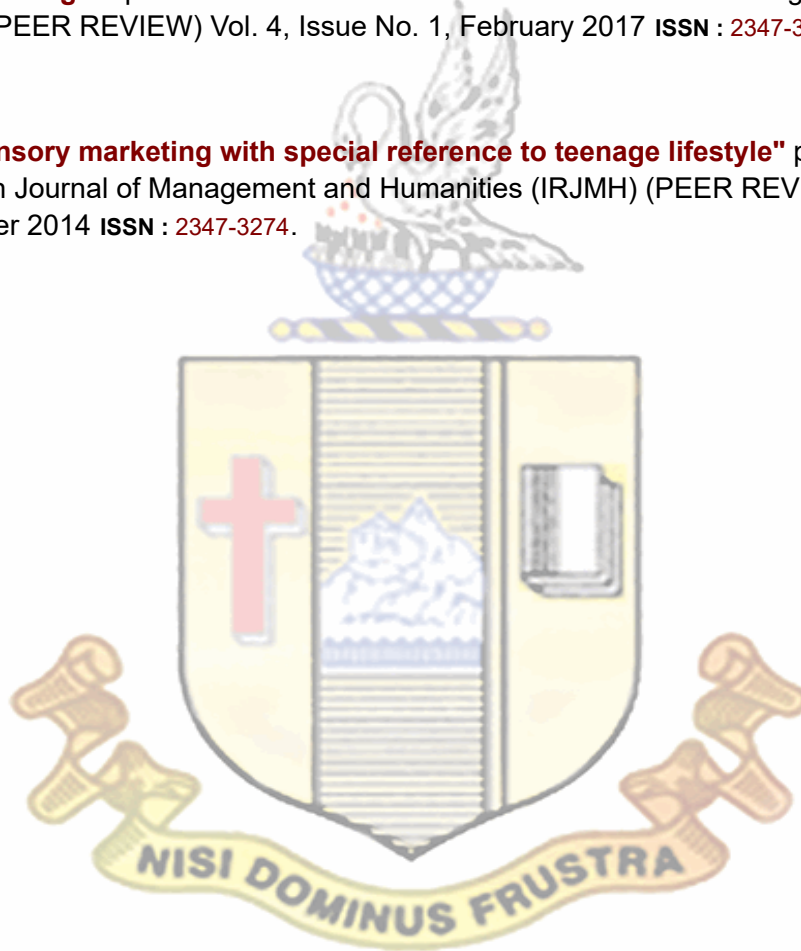 (PEER REVIEW) Vol. 4, Issue No. 1, February 2017 ISSN : 2347-3
nsory marketing with special reference to teenage lifestyle" p
n Journal of Management and Humanities (IRJMH) (PEER REV
er 2014 ISSN : 2347-3274.
NISI DOMINUS FRUSTRA